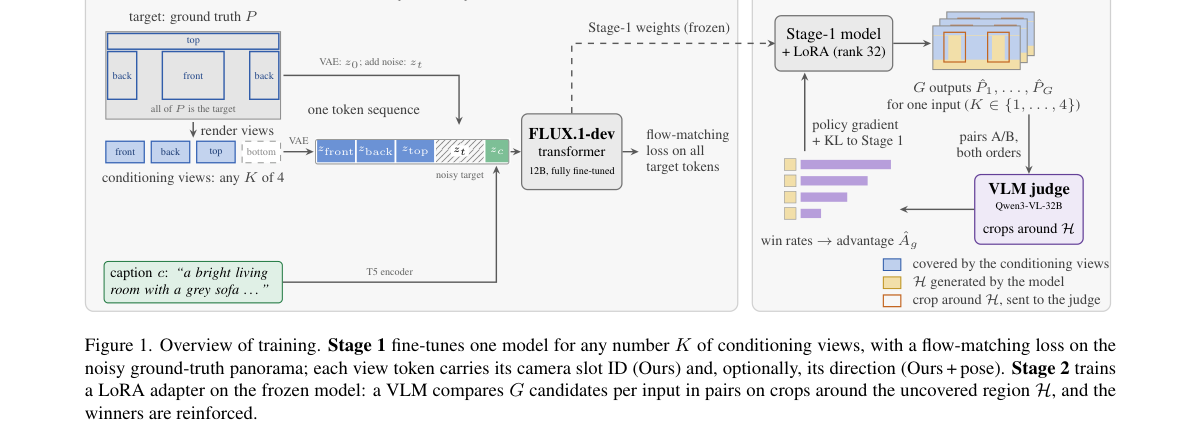 target: ground truth P
top
back
front
back
all of P is the target
render views
front
back
top
bottom
conditioning views: any K of 4
VAE: z₀; add noise: zₜ
one token sequence
VAE
z_front z_back z_top zₜ z_c
noisy target
caption c: “a bright living
room with a grey sofa ...”
T5 encoder
FLUX.1-dev
transformer
12B, fully fine-tuned
flow-matching
loss on all
target tokens
Stage-1 weights (frozen)
Stage-1 model
+ LoRA (rank 32)
G outputs P̂₁, . . . , P̂_G
for one input (K ∈ {1, . . . , 4})
policy gradient
+ KL to Stage 1
pairs A/B,
both orders
VLM judge
Qwen3-VL-32B
crops around ℋ
win rates → advantage Â_g
covered by the conditioning views
ℋ generated by the model
crop around ℋ, sent to the judge
Figure 1. Overview of training. Stage 1 fine-tunes one model for any number K of conditioning views, with a flow-matching loss on the
noisy ground-truth panorama; each view token carries its camera slot ID (Ours) and, optionally, its direction (Ours + pose). Stage 2 trains
a LoRA adapter on the frozen model: a VLM compares G candidates per input in pairs on crops around the uncovered region ℋ, and the
winners are reinforced.